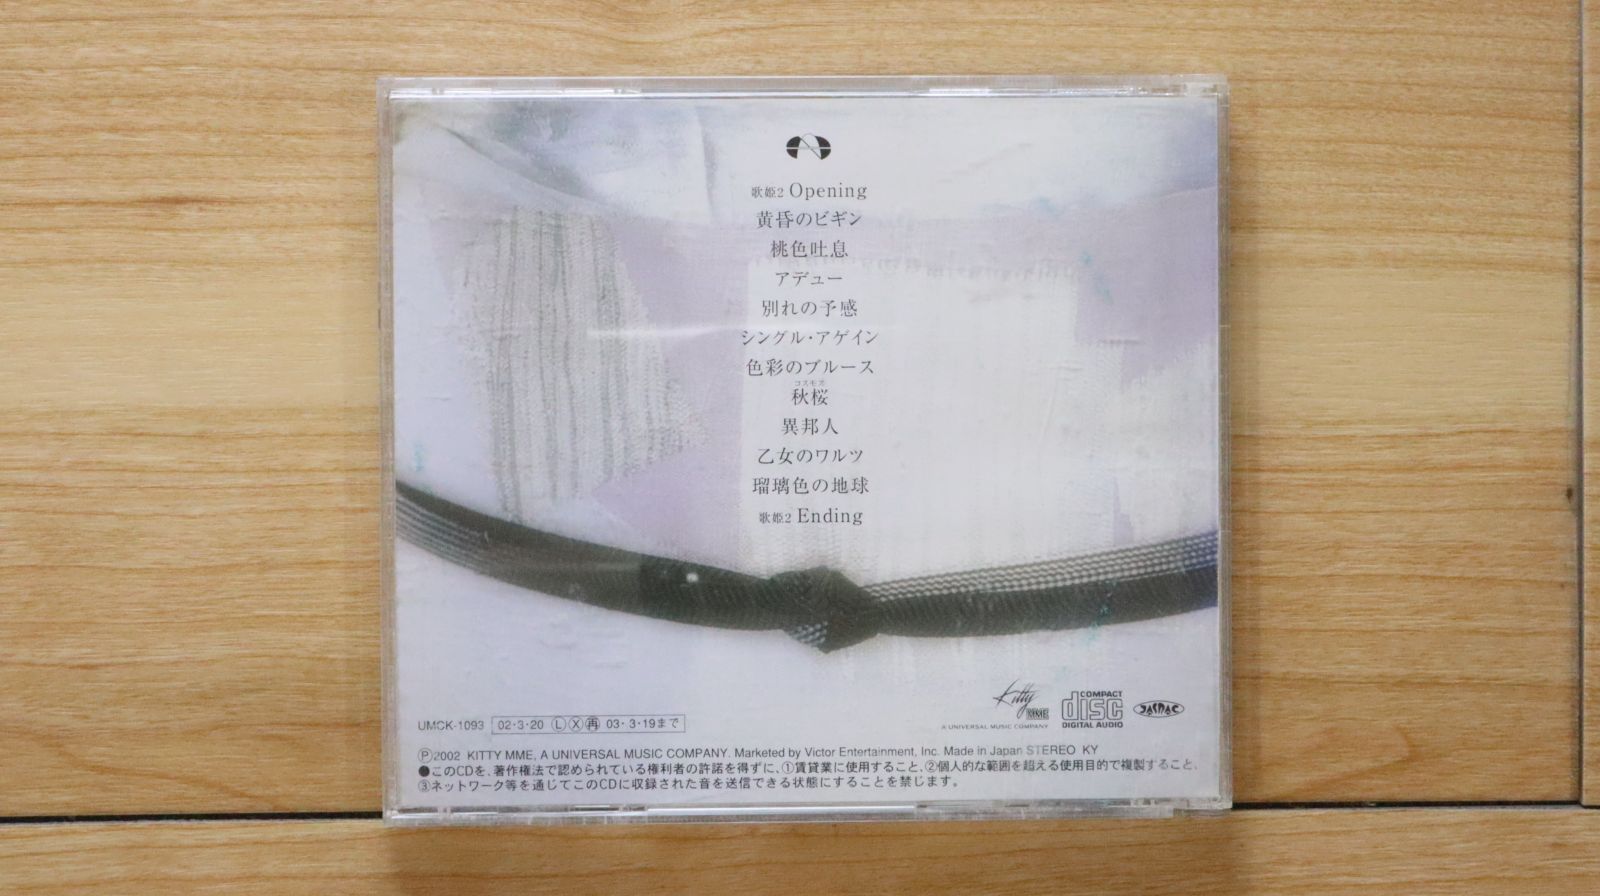 歌姫2 Opening
黄昏のビギン
桃色吐息
アデュー
別れの予感
シングル・アゲイン
色彩のブルース
コスモス
秋桜
異邦人
乙女のワルツ
瑠璃色の地球
歌姫2 Ending
Kitty
MME
A UNIVERSAL MUSIC COMPANY
COMPACT
disc
DIGITAL AUDIO
JASRAC
UMCK-1093 02・3・20 Ⓛ Ⓧ 再 03・3・19まで
Ⓟ2002 KITTY MME, A UNIVERSAL MUSIC COMPANY. Marketed by Victor Entertainment, Inc. Made in Japan STEREO KY
●このCDを、著作権法で認められている権利者の許諾を得ずに、①賃貸業に使用すること、②個人的な範囲を超える使用目的で複製すること、
③ネットワーク等を通じてこのCDに収録された音を送信できる状態にすることを禁じます。